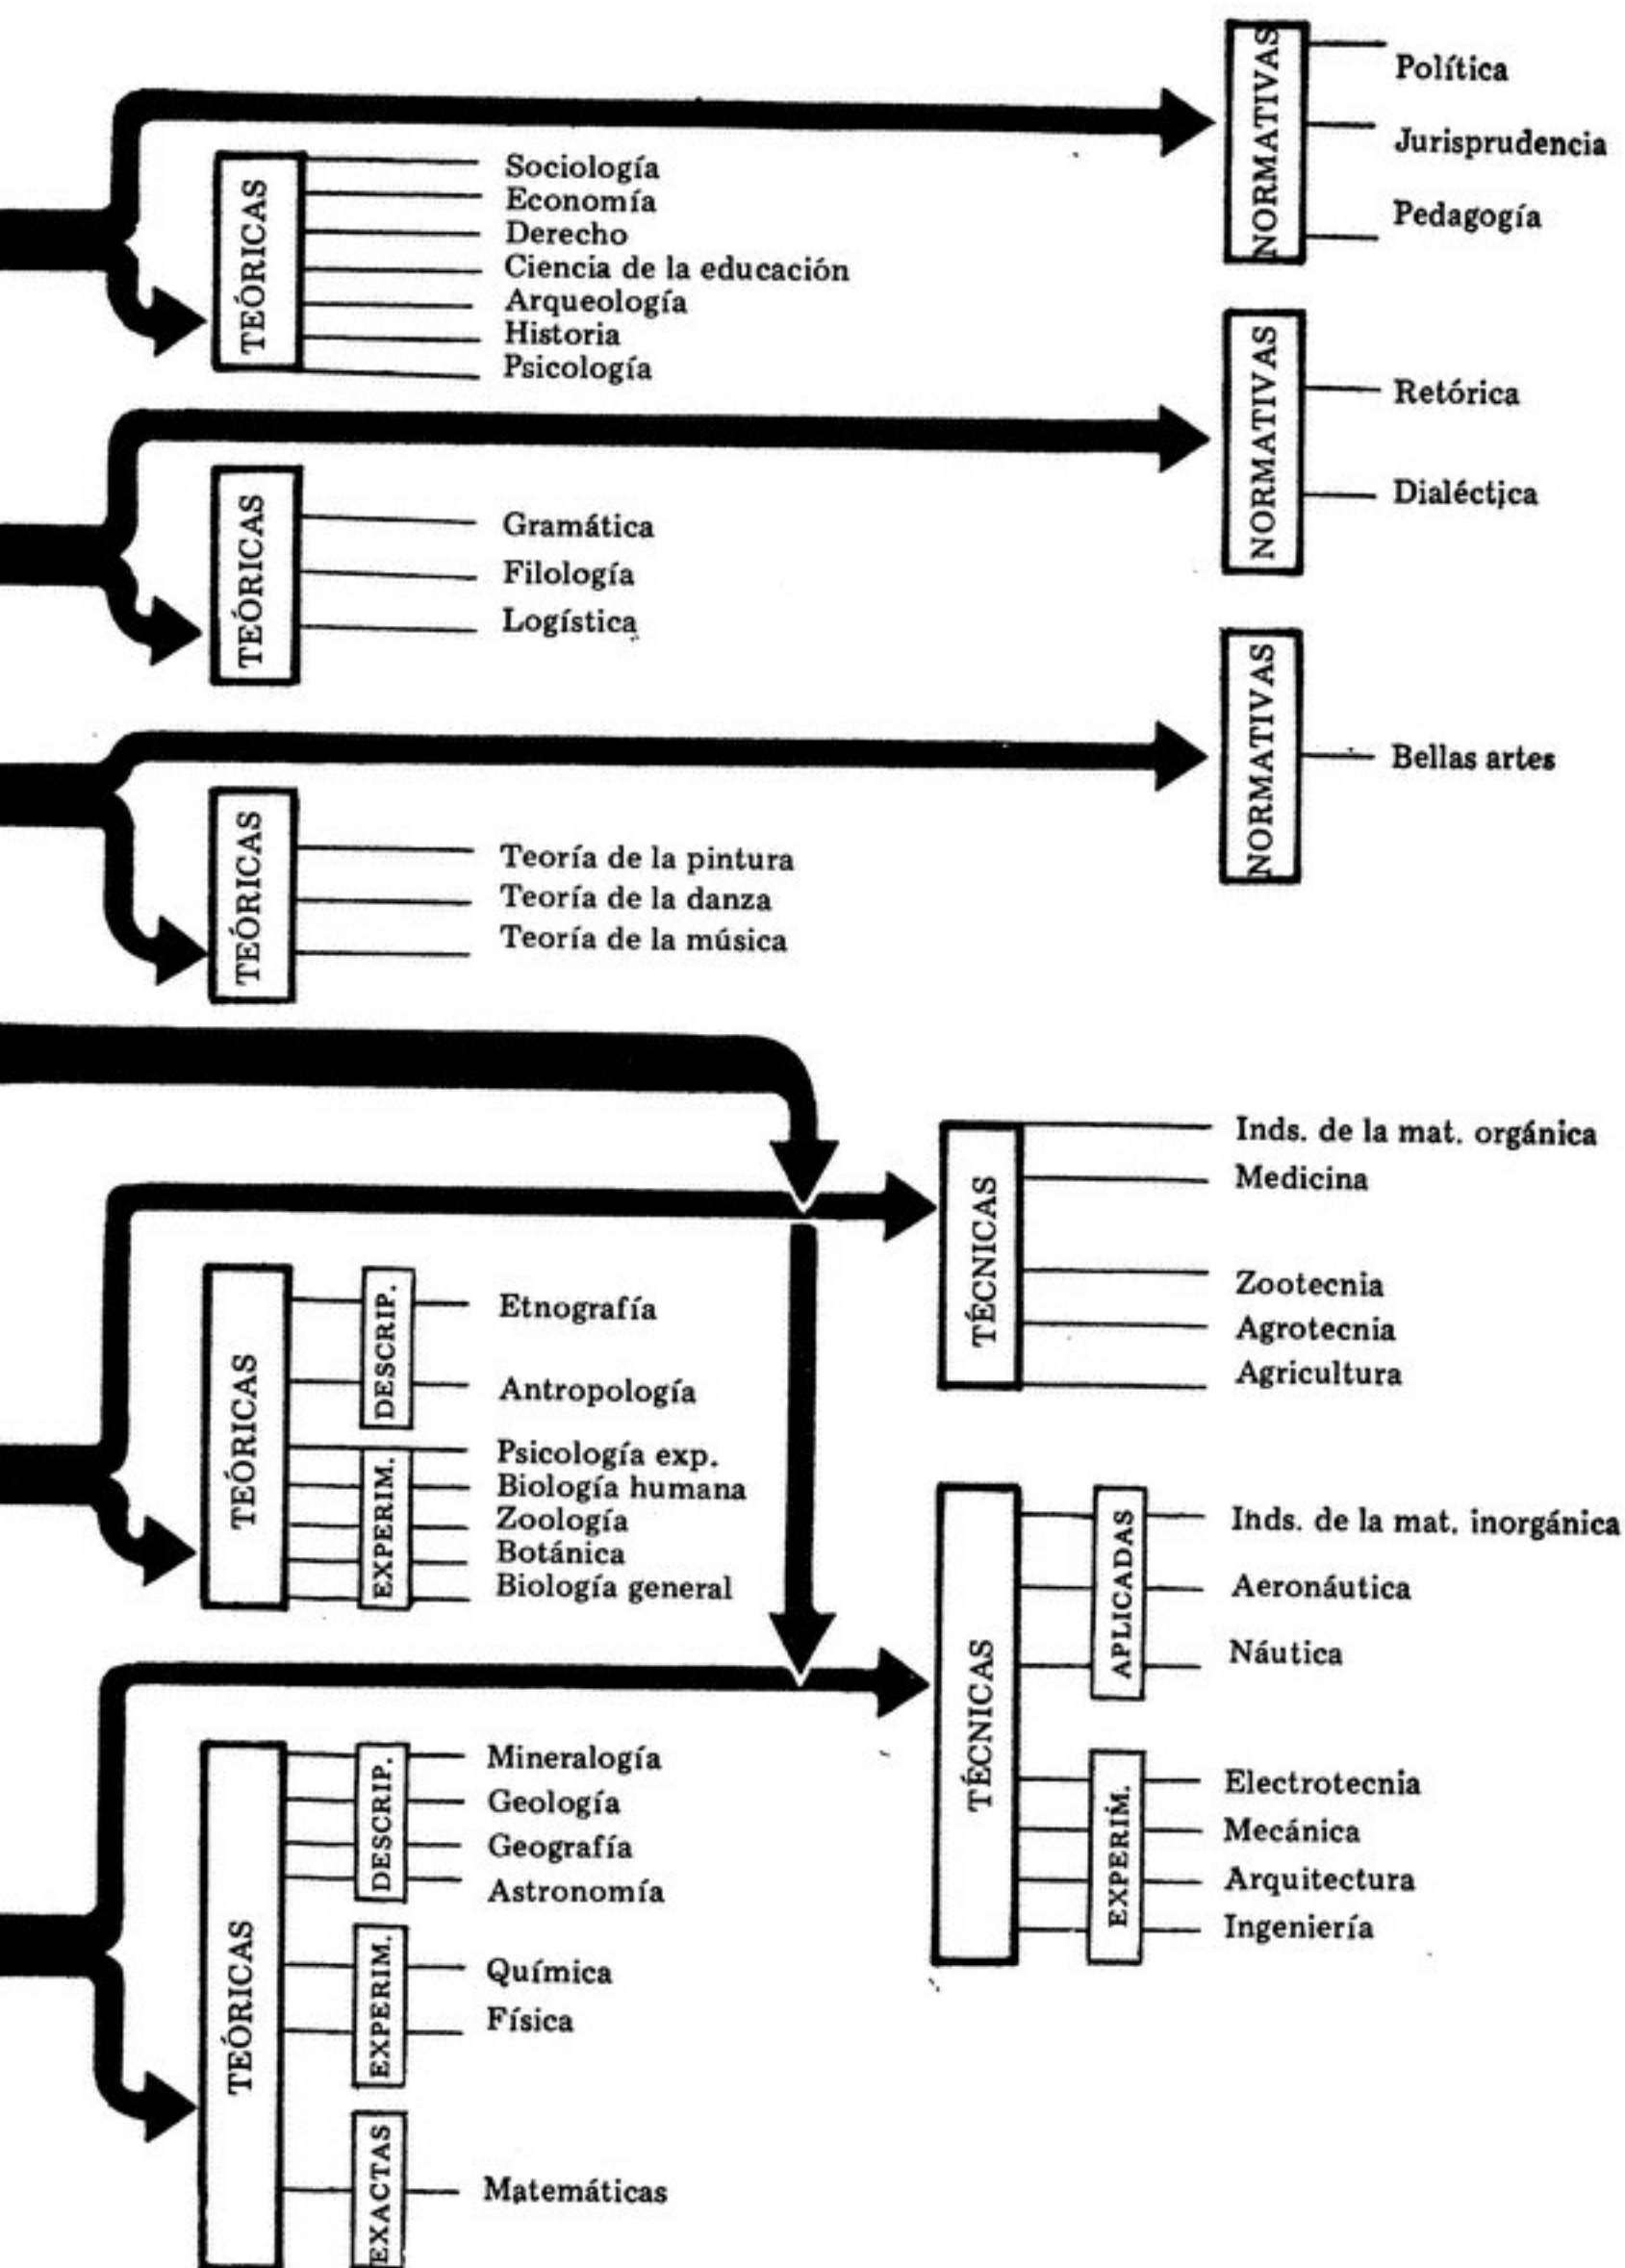 NORMATIVAS
Política
Jurisprudencia
Pedagogía
TEÓRICAS
Sociología
Economía
Derecho
Ciencia de la educación
Arqueología
Historia
Psicología
NORMATIVAS
Retórica
Dialéctica
TEÓRICAS
Gramática
Filología
Logística
NORMATIVAS
Bellas artes
TEÓRICAS
Teoría de la pintura
Teoría de la danza
Teoría de la música
TÉCNICAS
Inds. de la mat. orgánica
Medicina
Zootecnia
Agrotecnia
Agricultura
TEÓRICAS
DESCRIP.
Etnografía
Antropología
EXPERIM.
Psicología exp.
Biología humana
Zoología
Botánica
Biología general
TÉCNICAS
APLICADAS
Inds. de la mat. inorgánica
Aeronáutica
Náutica
EXPERIM.
Electrotecnia
Mecánica
Arquitectura
Ingeniería
TEÓRICAS
DESCRIP.
Mineralogía
Geología
Geografía
Astronomía
EXPERIM.
Química
Física
EXACTAS
Matemáticas